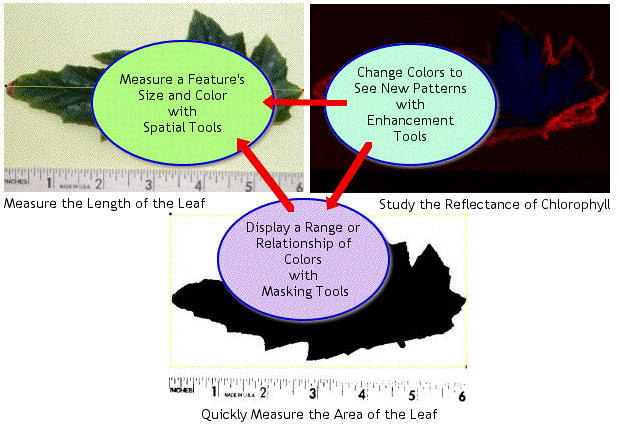 Measure a Feature's
Size and Color
with
Spatial Tools
INCHES 1 MADE IN U.S.A. 2 3 4 5 6
Measure the Length of the Leaf
Change Colors to
See New Patterns
with
Enhancement
Tools
Study the Reflectance of Chlorophyll
Display a Range or
Relationship of
Colors
with
Masking Tools
INCHES 1 MADE IN U.S.A. 2 3 4 5 6
Quickly Measure the Area of the Leaf